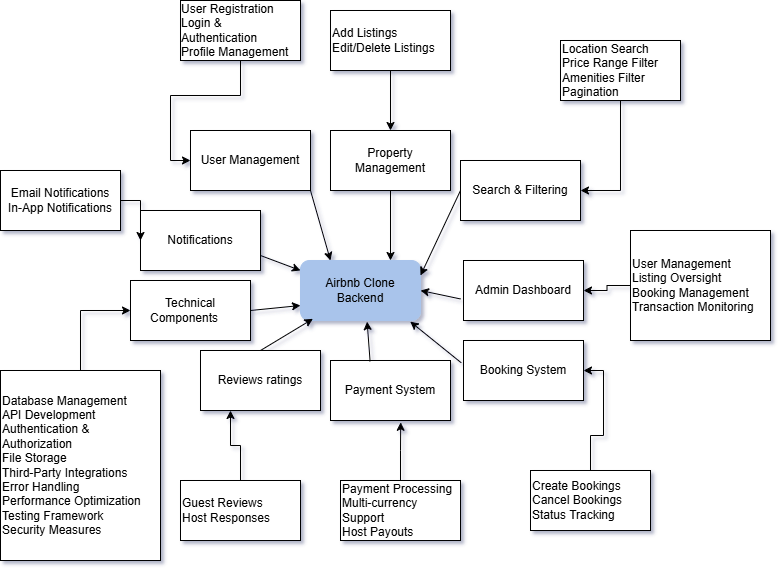 User Registration
Login &
Authentication
Profile Management
Add Listings
Edit/Delete Listings
Location Search
Price Range Filter
Amenities Filter
Pagination
User Management
Property
Management
Search & Filtering
Email Notifications
In-App Notifications
Notifications
Airbnb Clone
Backend
Admin Dashboard
User Management
Listing Oversight
Booking Management
Transaction Monitoring
Technical
Components
Reviews ratings
Payment System
Booking System
Database Management
API Development
Authentication &
Authorization
File Storage
Third-Party Integrations
Error Handling
Performance Optimization
Testing Framework
Security Measures
Guest Reviews
Host Responses
Payment Processing
Multi-currency
Support
Host Payouts
Create Bookings
Cancel Bookings
Status Tracking